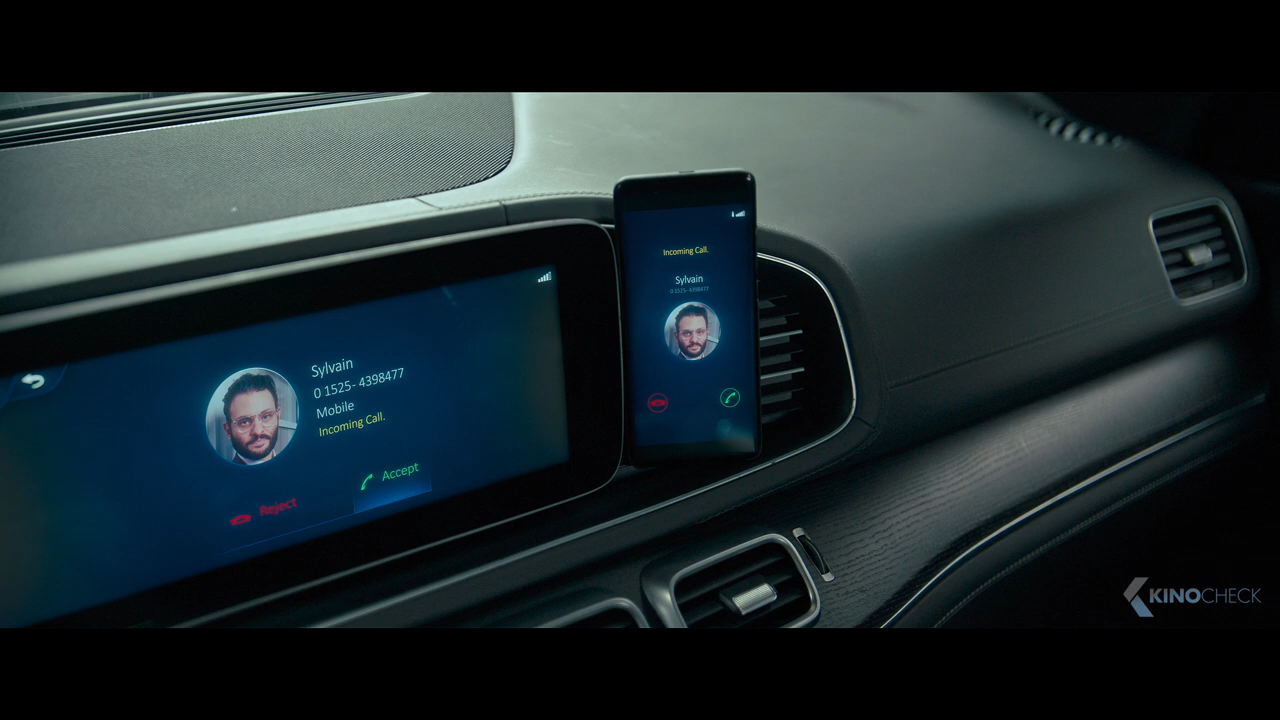 Sylvain
0 1525- 4398477
Mobile
Incoming Call.
Reject
Accept
Incoming Call.
Sylvain
0 1525- 4398477
KINOCHECK